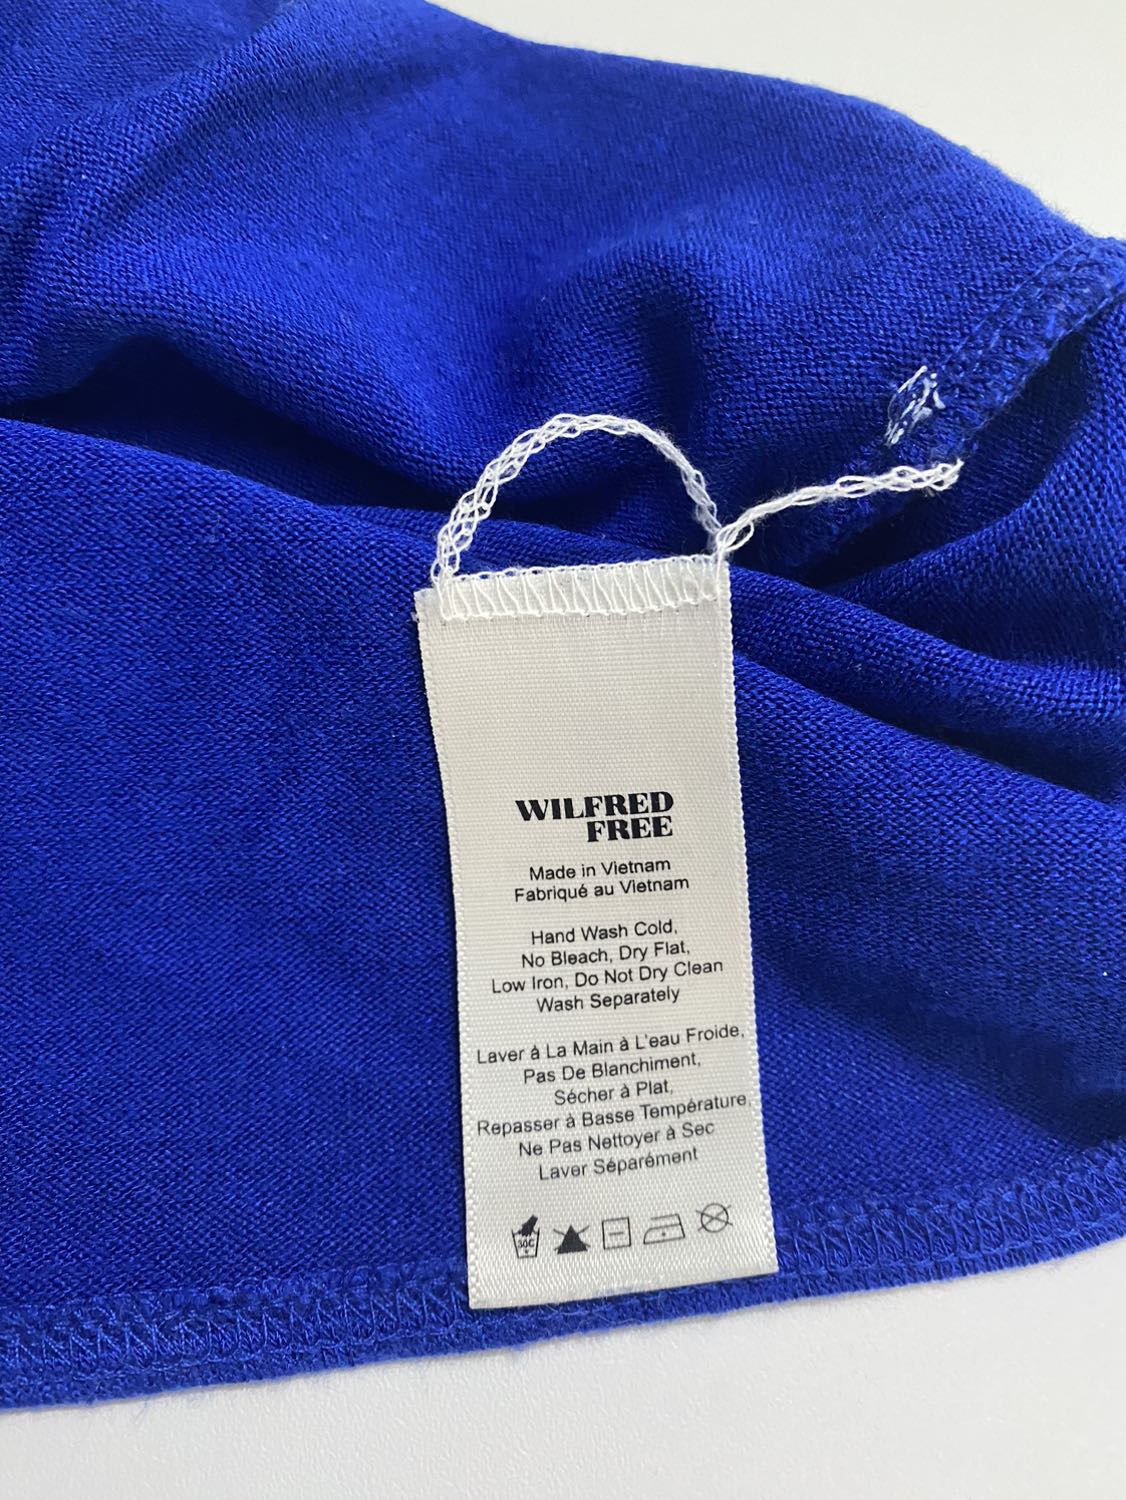 WILFRED
FREE
Made in Vietnam
Fabriqué au Vietnam
Hand Wash Cold,
No Bleach, Dry Flat,
Low Iron, Do Not Dry Clean
Wash Separately
Laver à La Main à L'eau Froide,
Pas De Blanchiment,
Sécher à Plat,
Repasser à Basse Température,
Ne Pas Nettoyer à Sec
Laver Séparément
30C